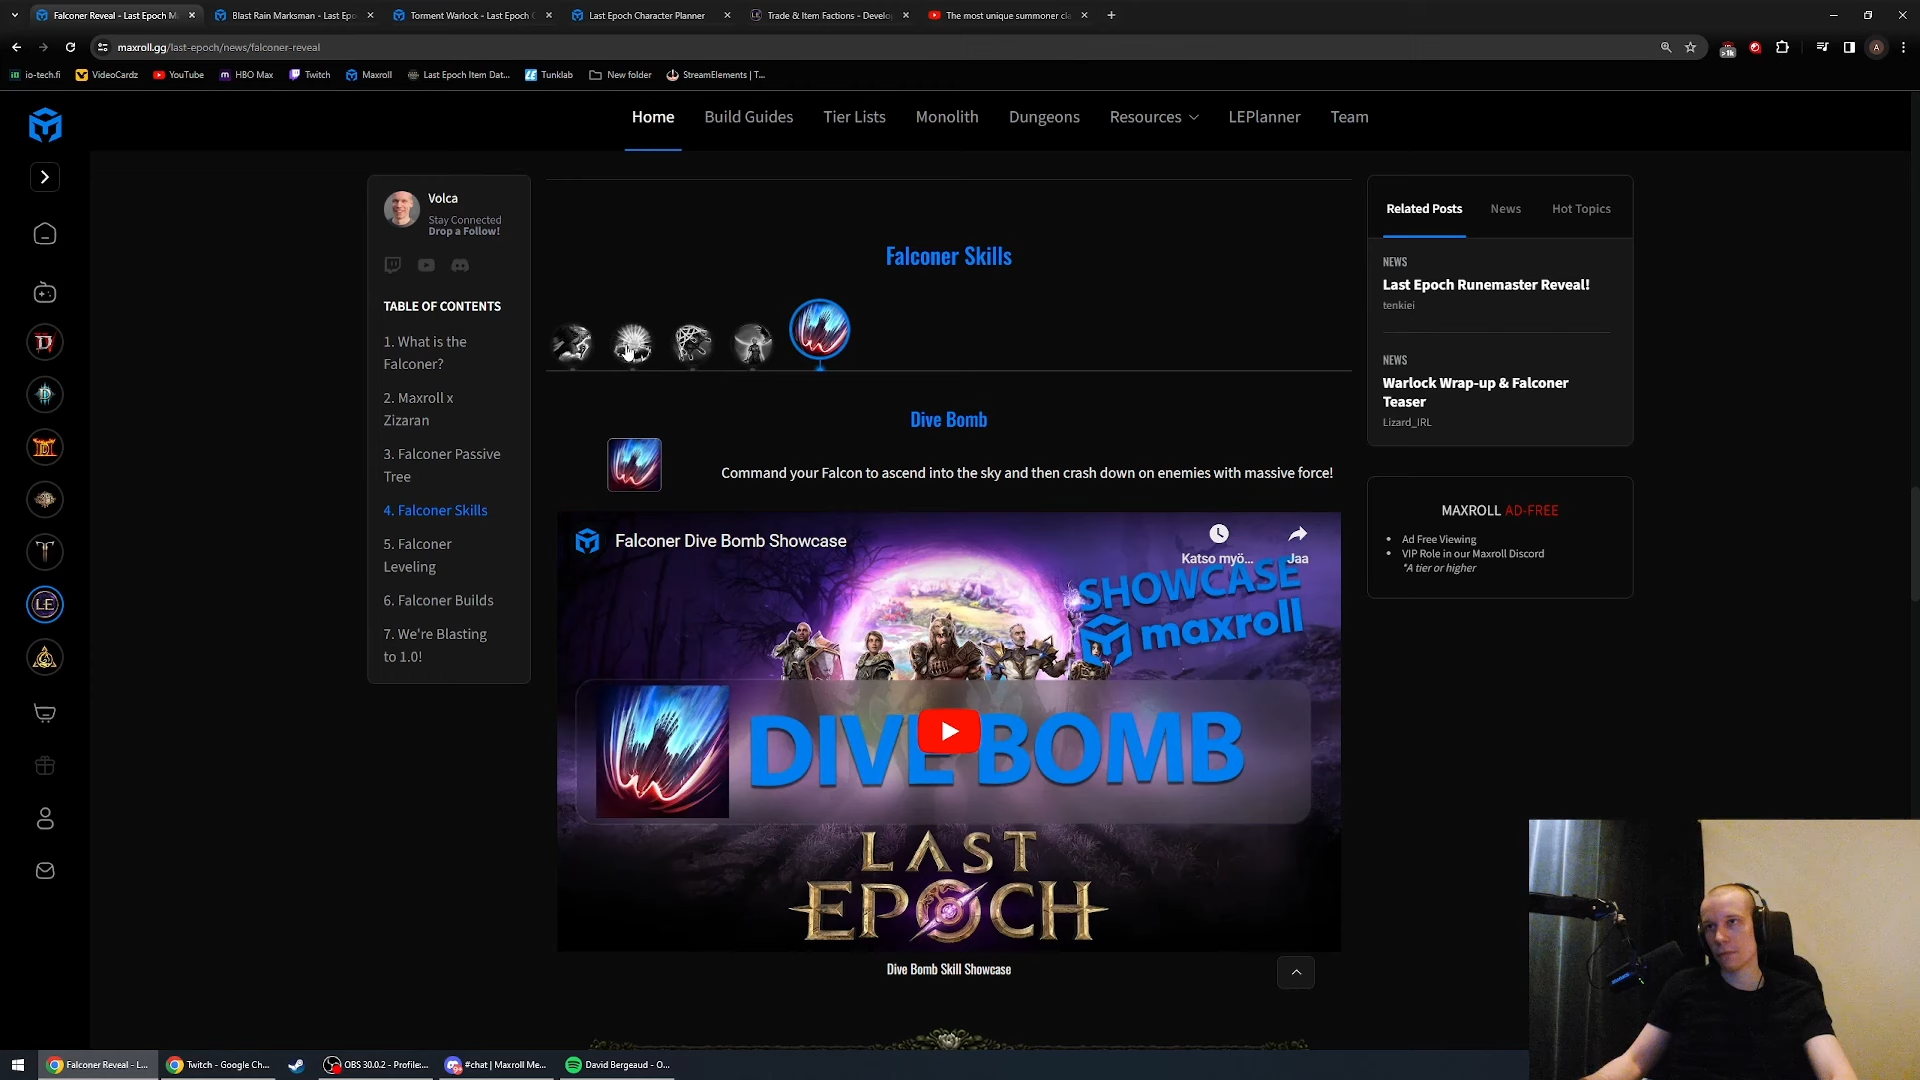 Falconer Reveal - Last Epoch M
Blast Rain Marksman - Last Epo
Torment Warlock - Last Epoch C
Last Epoch Character Planner
Trade & Item Factions - Develo
The most unique summoner cla
maxroll.gg/last-epoch/news/falconer-reveal
io-tech.fi
VideoCardz
YouTube
HBO Max
Twitch
Maxroll
Last Epoch Item Dat...
Tunklab
New folder
StreamElements | T...
Home
Build Guides
Tier Lists
Monolith
Dungeons
Resources
LEPlanner
Team
Volca
Stay Connected
Drop a Follow!
TABLE OF CONTENTS
1. What is the
Falconer?
2. Maxroll x
Zizaran
3. Falconer Passive
Tree
4. Falconer Skills
5. Falconer
Leveling
6. Falconer Builds
7. We're Blasting
to 1.0!
Falconer Skills
Dive Bomb
Command your Falcon to ascend into the sky and then crash down on enemies with massive force!
Falconer Dive Bomb Showcase
Katso myö...
Jaa
SHOWCASE
maxroll
DIVE BOMB
LAST
EPOCH
Dive Bomb Skill Showcase
Related Posts
News
Hot Topics
NEWS
Last Epoch Runemaster Reveal!
tenkiei
NEWS
Warlock Wrap-up & Falconer
Teaser
Lizard_IRL
MAXROLL AD-FREE
Ad Free Viewing
VIP Role in our Maxroll Discord
*A tier or higher
Falconer Reveal - L...
Twitch - Google Ch...
OBS 30.0.2 - Profile:...
#chat | Maxroll Me...
David Bergeaud - O...